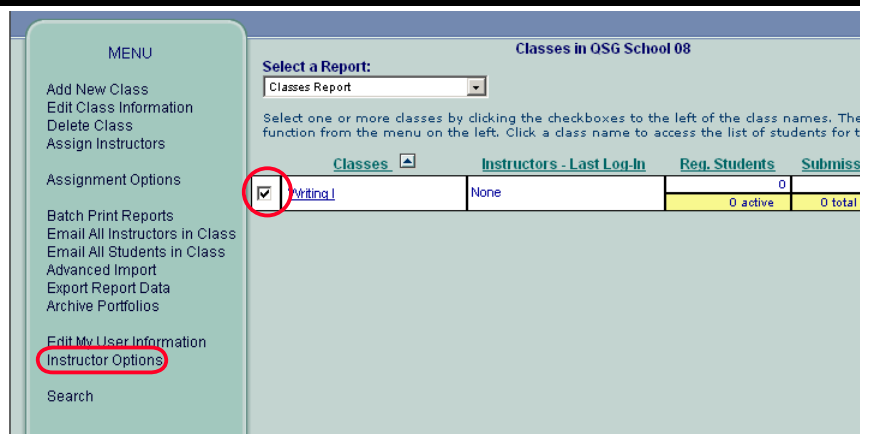 MENU
Add New Class
Edit Class Information
Delete Class
Assign Instructors
Assignment Options
Batch Print Reports
Email All Instructors in Class
Email All Students in Class
Advanced Import
Export Report Data
Archive Portfolios
Edit My User Information
Instructor Options
Search
Classes in QSG School 08
Select a Report:
Classes Report
Select one or more classes by clicking the checkboxes to the left of the class names. The
function from the menu on the left. Click a class name to access the list of students for t
Classes Instructors - Last Log-In Reg. Students Submiss
Writing I None 0
0 active 0 total